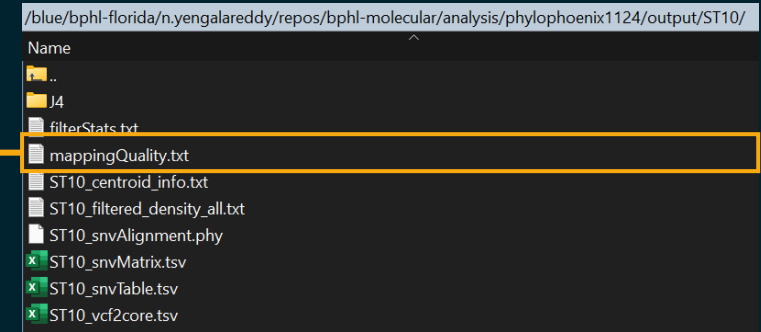 /blue/bphl-florida/n.yengalareddy/repos/bphl-molecular/analysis/phylophoenix1124/output/ST10/
Name
..
J4
filterStats.txt
mappingQuality.txt
ST10_centroid_info.txt
ST10_filtered_density_all.txt
ST10_snvAlignment.phy
ST10_snvMatrix.tsv
ST10_snvTable.tsv
ST10_vcf2core.tsv